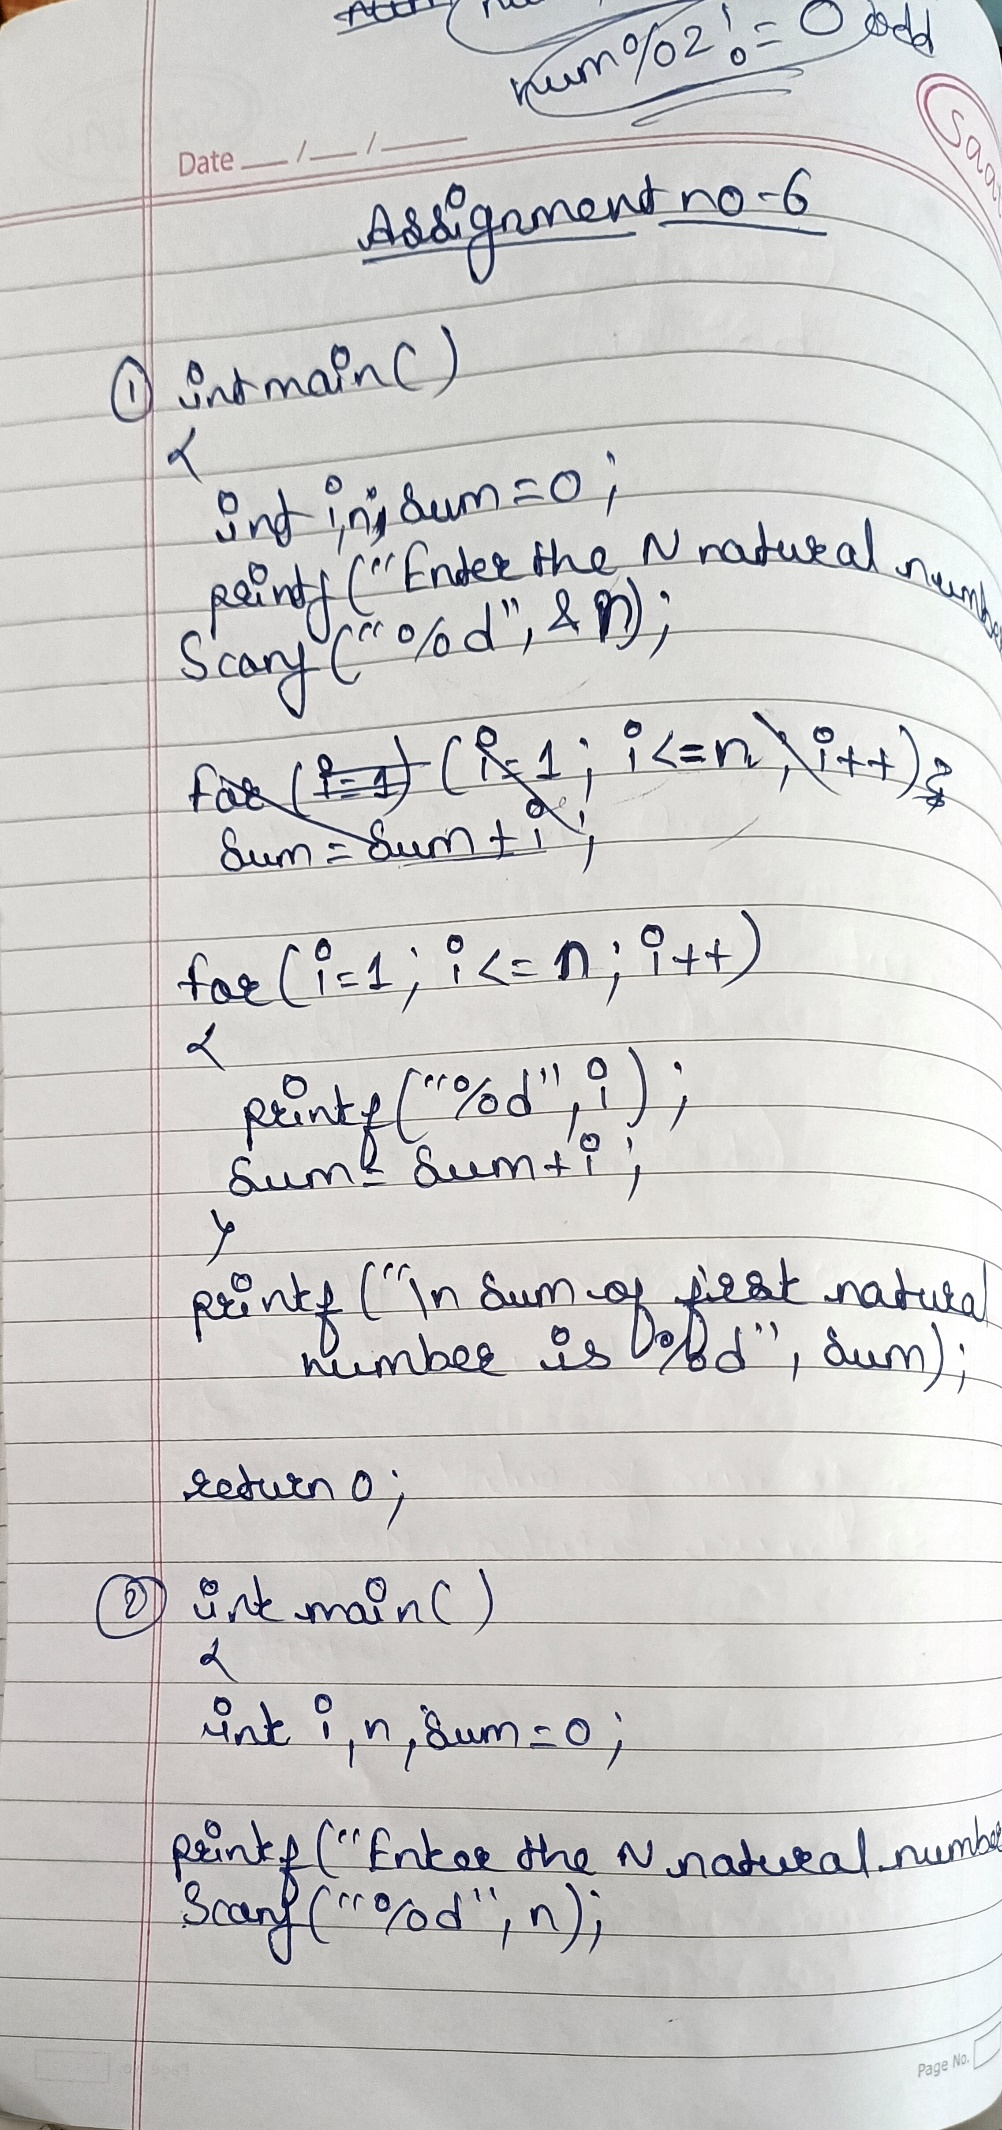 num%2!=0 odd
Saa
Date __/__/____
Assignment no-6
① int main()
{
int i,n, sum=0;
printf("Enter the N natural numbe
Scanf("%d", &n);
for (i=1) (i=1; i<=n; i++)
Sum = Sum + i;
for(i=1; i<=n; i++)
{
printf("%d", i);
Sum= Sum+i;
}
printf("\n Sum of first natural
number is %d", Sum);
return 0;
② int main()
{
int i,n, Sum=0;
printf("Enter the N natural numbe
Scanf("%d", n);
Page No.